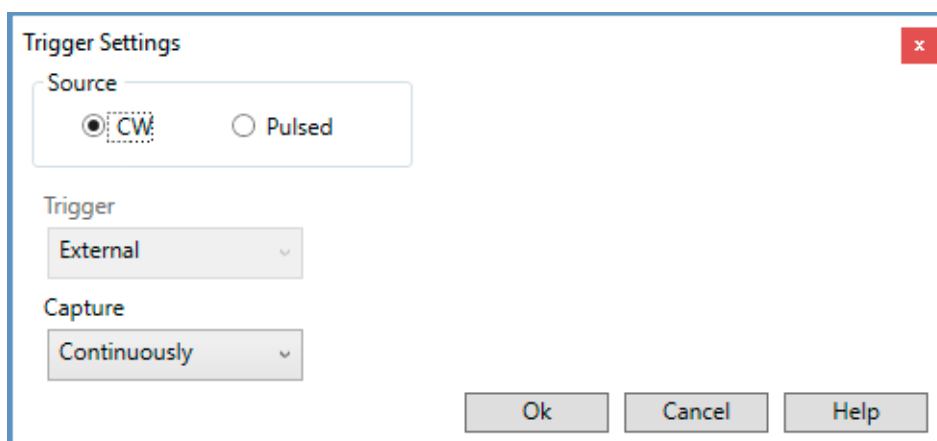 Trigger Settings
x
Source
CW
Pulsed
Trigger
External
Capture
Continuously
Ok
Cancel
Help